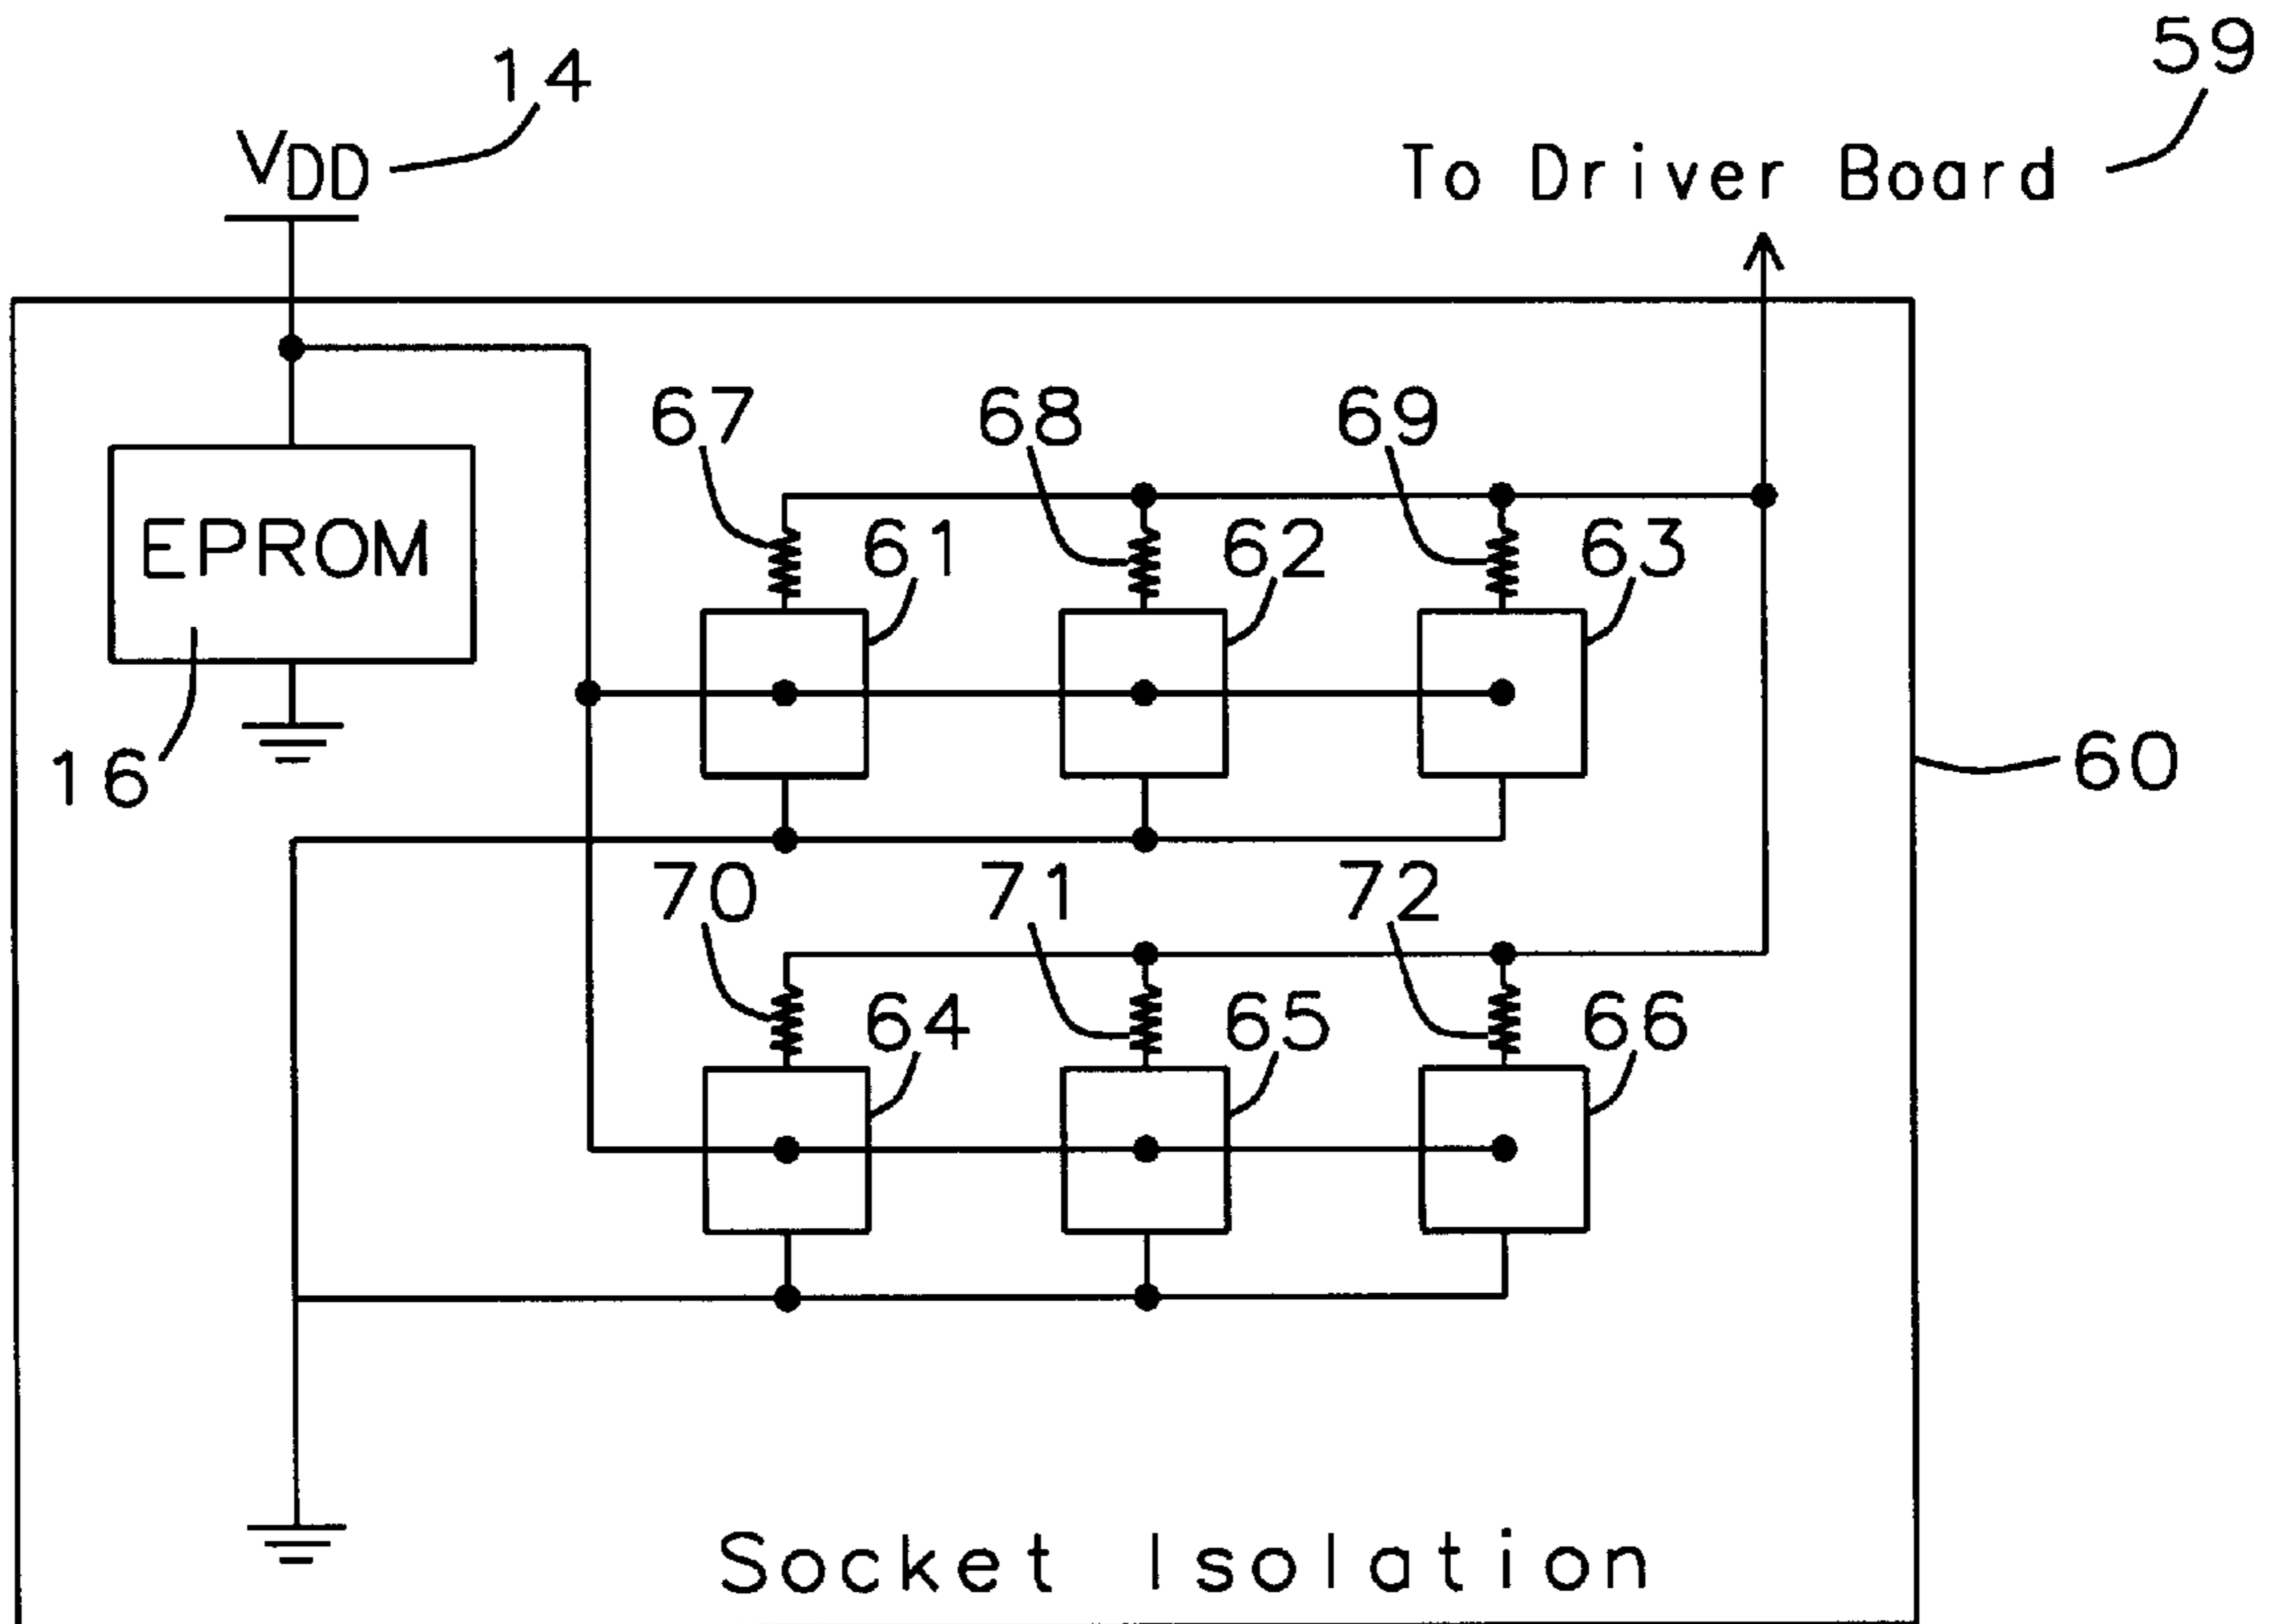 59
14
VDD
To Driver Board
67 68 69
EPROM
61 62 63
16
60
70 71 72
64 65 66
Socket Isolation